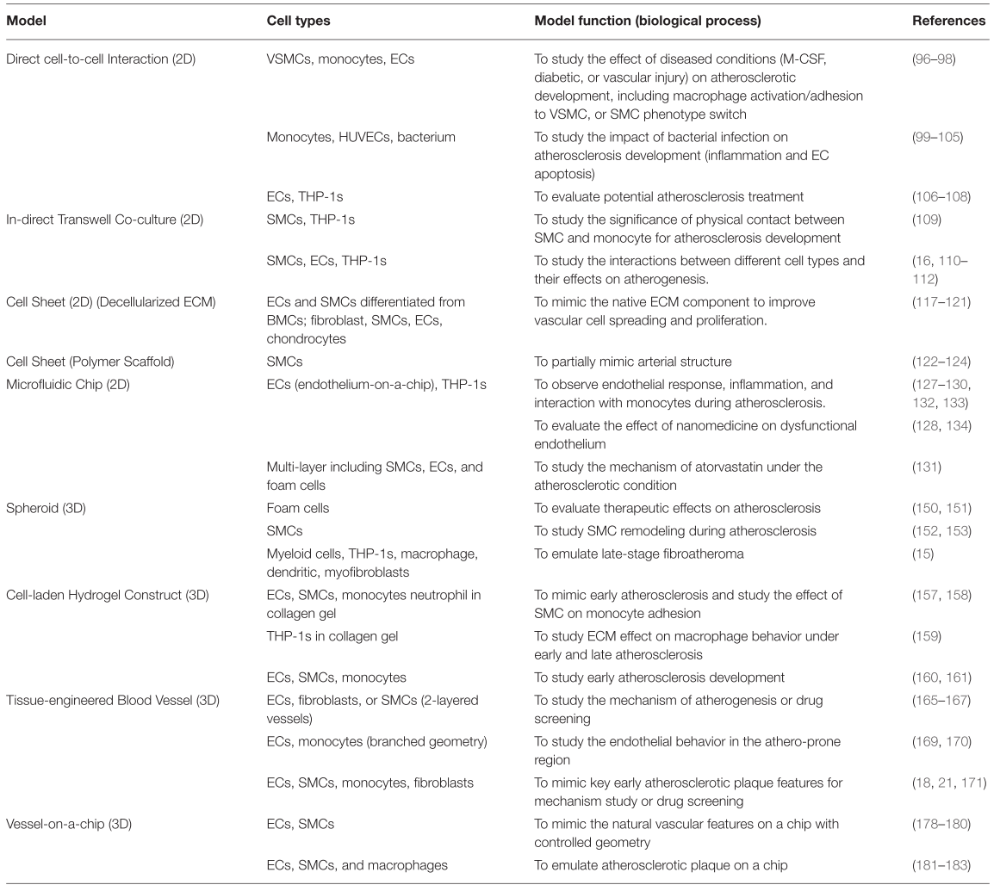 Model Cell types Model function (biological process) References
Direct cell-to-cell Interaction (2D) VSMCs, monocytes, ECs To study the effect of diseased conditions (M-CSF, (96–98)
diabetic, or vascular injury) on atherosclerotic
development, including macrophage activation/adhesion
to VSMC, or SMC phenotype switch
Monocytes, HUVECs, bacterium To study the impact of bacterial infection on (99–105)
atherosclerosis development (inflammation and EC
apoptosis)
ECs, THP-1s To evaluate potential atherosclerosis treatment (106–108)
In-direct Transwell Co-culture (2D) SMCs, THP-1s To study the significance of physical contact between (109)
SMC and monocyte for atherosclerosis development
SMCs, ECs, THP-1s To study the interactions between different cell types and (16, 110–
their effects on atherogenesis. 112)
Cell Sheet (2D) (Decellularized ECM) ECs and SMCs differentiated from To mimic the native ECM component to improve (117–121)
BMCs; fibroblast, SMCs, ECs, vascular cell spreading and proliferation.
chondrocytes
Cell Sheet (Polymer Scaffold) SMCs To partially mimic arterial structure (122–124)
Microfluidic Chip (2D) ECs (endothelium-on-a-chip), THP-1s To observe endothelial response, inflammation, and (127–130,
interaction with monocytes during atherosclerosis. 132, 133)
To evaluate the effect of nanomedicine on dysfunctional (128, 134)
endothelium
Multi-layer including SMCs, ECs, and To study the mechanism of atorvastatin under the (131)
foam cells atherosclerotic condition
Spheroid (3D) Foam cells To evaluate therapeutic effects on atherosclerosis (150, 151)
SMCs To study SMC remodeling during atherosclerosis (152, 153)
Myeloid cells, THP-1s, macrophage, To emulate late-stage fibroatheroma (15)
dendritic, myofibroblasts
Cell-laden Hydrogel Construct (3D) ECs, SMCs, monocytes neutrophil in To mimic early atherosclerosis and study the effect of (157, 158)
collagen gel SMC on monocyte adhesion
THP-1s in collagen gel To study ECM effect on macrophage behavior under (159)
early and late atherosclerosis
ECs, SMCs, monocytes To study early atherosclerosis development (160, 161)
Tissue-engineered Blood Vessel (3D) ECs, fibroblasts, or SMCs (2-layered To study the mechanism of atherogenesis or drug (165–167)
vessels) screening
ECs, monocytes (branched geometry) To study the endothelial behavior in the athero-prone (169, 170)
region
ECs, SMCs, monocytes, fibroblasts To mimic key early atherosclerotic plaque features for (18, 21, 171)
mechanism study or drug screening
Vessel-on-a-chip (3D) ECs, SMCs To mimic the natural vascular features on a chip with (178–180)
controlled geometry
ECs, SMCs, and macrophages To emulate atherosclerotic plaque on a chip (181–183)